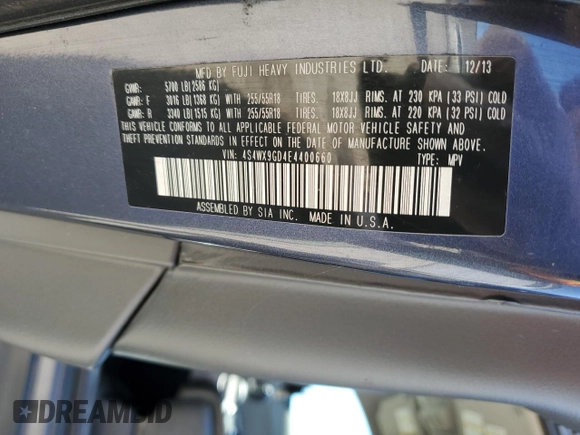 MFD BY FUJI HEAVY INDUSTRIES LTD. DATE: 12/13
GVWR: 5700 LB(2586 KG)
GAWR: F 3016 LB(1368 KG) WITH 255/55R18 TIRES. 18X8JJ RIMS. AT 230 KPA (33 PSI) COLD
GAWR: R 3340 LB(1515 KG) WITH 255/55R18 TIRES. 18X8JJ RIMS. AT 220 KPA (32 PSI) COLD
THIS VEHICLE CONFORMS TO ALL APPLICABLE FEDERAL MOTOR VEHICLE SAFETY AND
THEFT PREVENTION STANDARDS IN EFFECT ON THE DATE OF MANUFACTURE SHOWN ABOVE.
VIN: 4S4WX9GD4E4400660 TYPE: MPV
ASSEMBLED BY SIA INC. MADE IN U.S.A.
DREAMBID